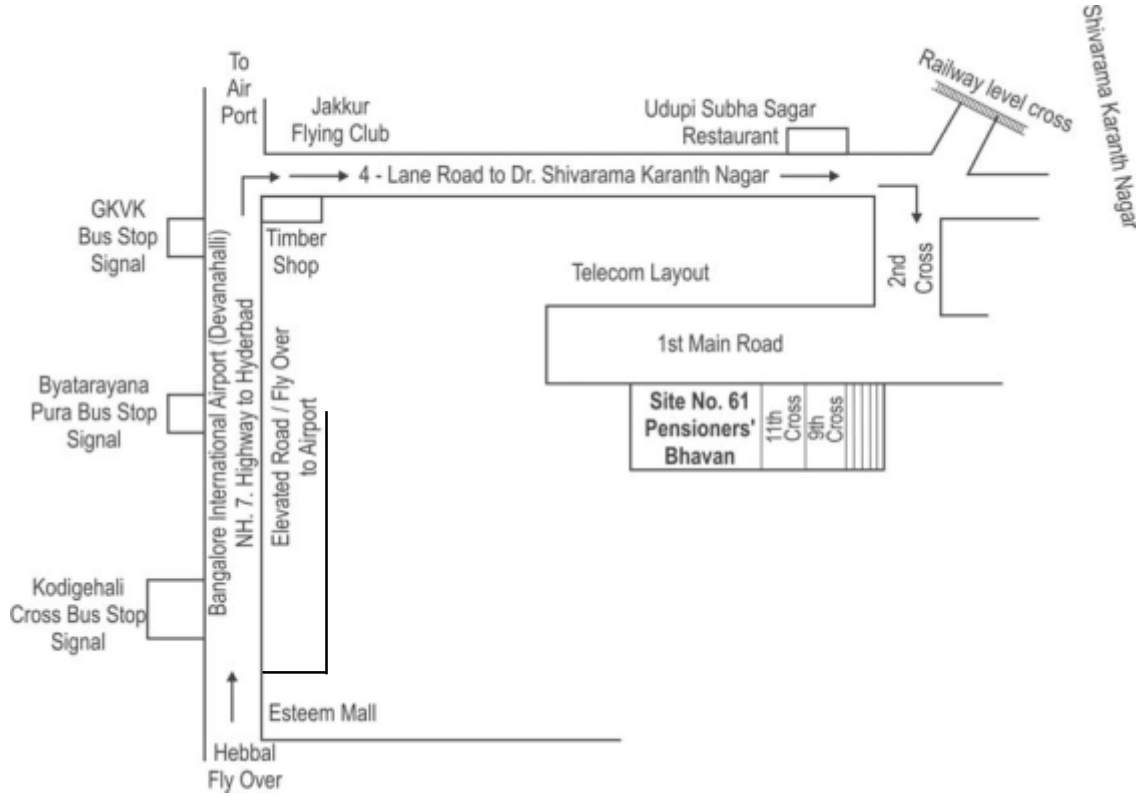 To
Air
Port
Jakkur
Flying Club
Udupi Subha Sagar
Restaurant
Railway level cross
Shivarama Karanth Nagar
4 - Lane Road to Dr. Shivarama Karanth Nagar
GKVK
Bus Stop
Signal
Timber
Shop
Telecom Layout
2nd
Cross
1st Main Road
Byatarayana
Pura Bus Stop
Signal
Bangalore International Airport (Devanahalli)
NH. 7. Highway to Hyderbad
Elevated Road / Fly Over
to Airport
Site No. 61
Pensioners'
Bhavan
11th
Cross
9th
Cross
Kodigehali
Cross Bus Stop
Signal
Esteem Mall
Hebbal
Fly Over